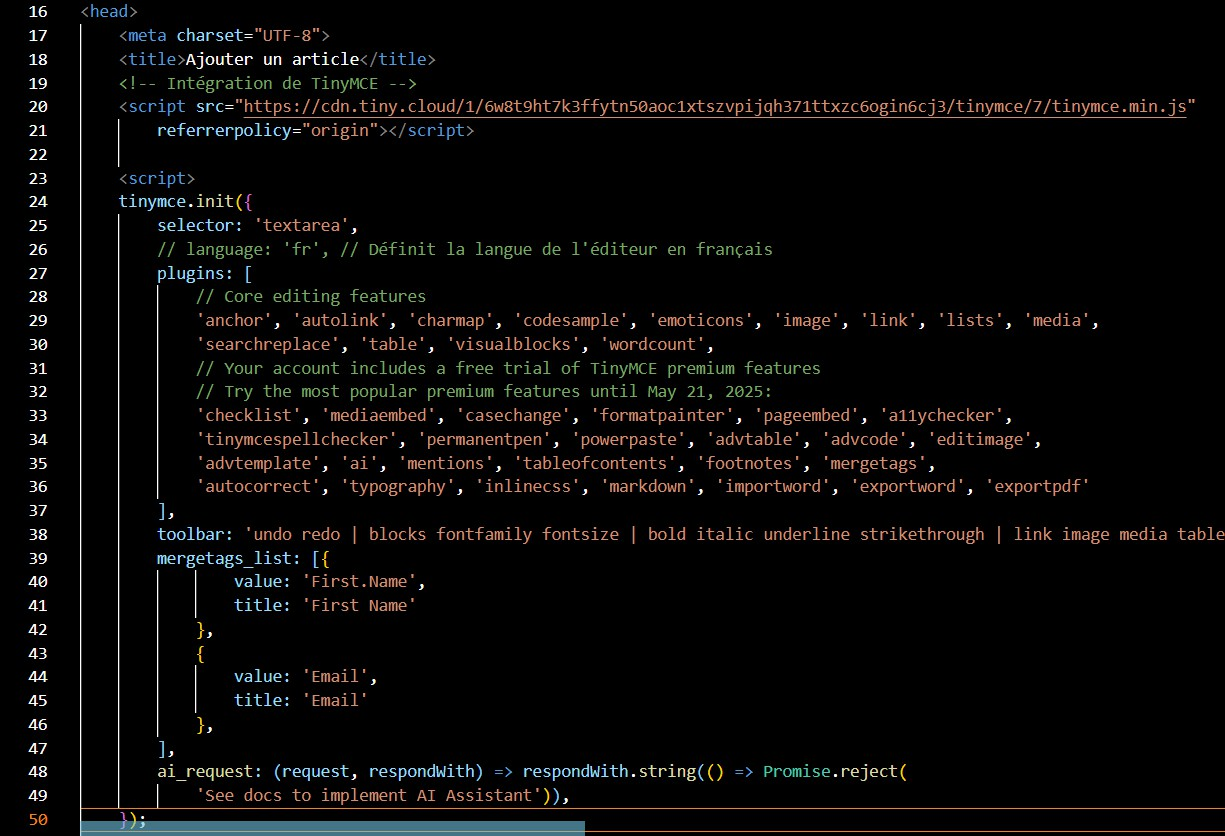 16 <head>
17 <meta charset="UTF-8">
18 <title>Ajouter un article</title>
19 <!-- Intégration de TinyMCE -->
20 <script src="https://cdn.tiny.cloud/1/6w8t9ht7k3ffytn50aoc1xtszvpijqh371ttxzc6ogin6cj3/tinymce/7/tinymce.min.js"
21 referrerpolicy="origin"></script>
22
23 <script>
24 tinymce.init({
25 selector: 'textarea',
26 // language: 'fr', // Définit la langue de l'éditeur en français
27 plugins: [
28 // Core editing features
29 'anchor', 'autolink', 'charmap', 'codesample', 'emoticons', 'image', 'link', 'lists', 'media',
30 'searchreplace', 'table', 'visualblocks', 'wordcount',
31 // Your account includes a free trial of TinyMCE premium features
32 // Try the most popular premium features until May 21, 2025:
33 'checklist', 'mediaembed', 'casechange', 'formatpainter', 'pageembed', 'a11ychecker',
34 'tinymcespellchecker', 'permanentpen', 'powerpaste', 'advtable', 'advcode', 'editimage',
35 'advtemplate', 'ai', 'mentions', 'tableofcontents', 'footnotes', 'mergetags',
36 'autocorrect', 'typography', 'inlinecss', 'markdown', 'importword', 'exportword', 'exportpdf'
37 ],
38 toolbar: 'undo redo | blocks fontfamily fontsize | bold italic underline strikethrough | link image media table
39 mergetags_list: [{
40 value: 'First.Name',
41 title: 'First Name'
42 },
43 {
44 value: 'Email',
45 title: 'Email'
46 },
47 ],
48 ai_request: (request, respondWith) => respondWith.string(() => Promise.reject(
49 'See docs to implement AI Assistant')),
50 });